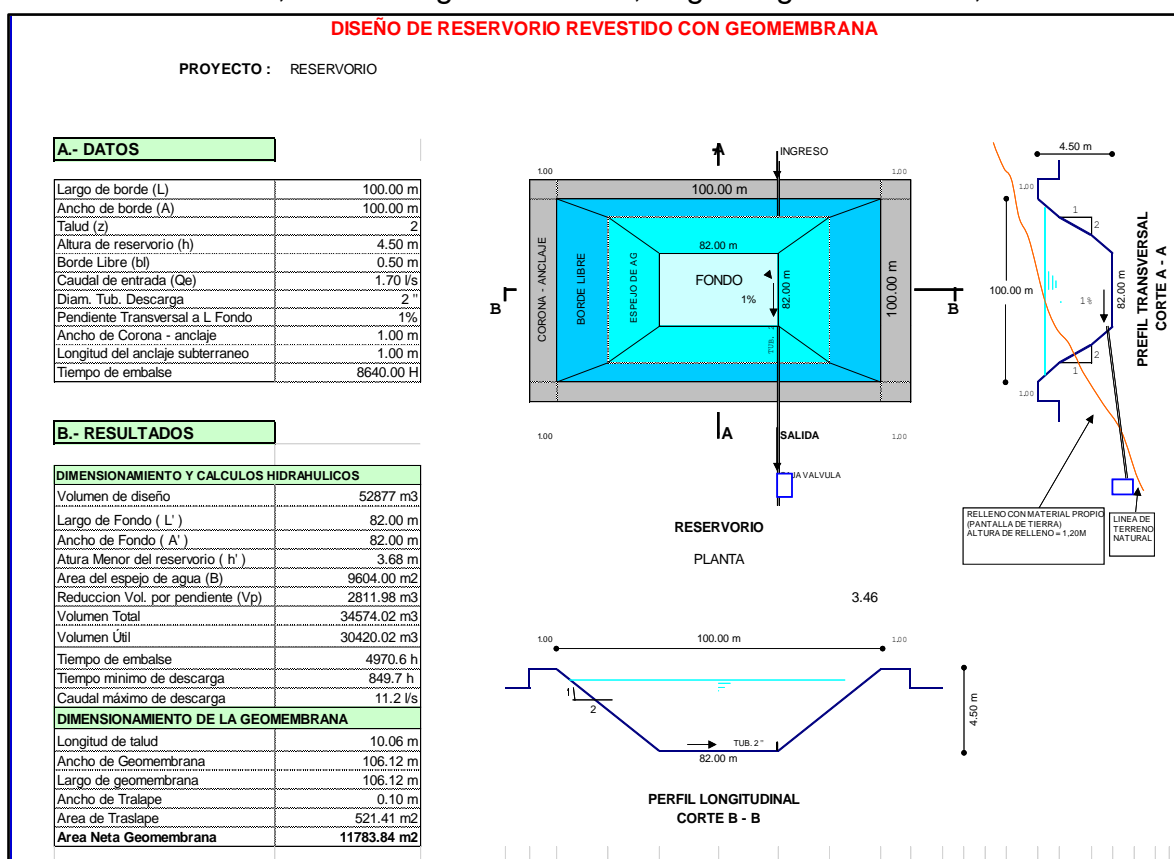 DISEÑO DE RESERVORIO REVESTIDO CON GEOMEMBRANA
PROYECTO : RESERVORIO
A.- DATOS
Largo de borde (L) 100.00 m
Ancho de borde (A) 100.00 m
Talud (z) 2
Altura de reservorio (h) 4.50 m
Borde Libre (bl) 0.50 m
Caudal de entrada (Qe) 1.70 l/s
Diam. Tub. Descarga 2 "
Pendiente Transversal a L Fondo 1%
Ancho de Corona - anclaje 1.00 m
Longitud del anclaje subterraneo 1.00 m
Tiempo de embalse 8640.00 H
B.- RESULTADOS
DIMENSIONAMIENTO Y CALCULOS HIDRAHULICOS
Volumen de diseño 52877 m3
Largo de Fondo ( L' ) 82.00 m
Ancho de Fondo ( A' ) 82.00 m
Atura Menor del reservorio ( h' ) 3.68 m
Area del espejo de agua (B) 9604.00 m2
Reduccion Vol. por pendiente (Vp) 2811.98 m3
Volumen Total 34574.02 m3
Volumen Útil 30420.02 m3
Tiempo de embalse 4970.6 h
Tiempo minimo de descarga 849.7 h
Caudal máximo de descarga 11.2 l/s
DIMENSIONAMIENTO DE LA GEOMEMBRANA
Longitud de talud 10.06 m
Ancho de Geomembrana 106.12 m
Largo de geomembrana 106.12 m
Ancho de Tralape 0.10 m
Area de Traslape 521.41 m2
Area Neta Geomembrana 11783.84 m2
A
INGRESO
1.00
1.00
100.00 m
CORONA - ANCLAJE
BORDE LIBRE
ESPEJO DE AG
82.00 m
FONDO
1%
82.00 m
TUB. 2
100.00 m
B
B
1.00
A
SALIDA
1.00
CAJA VALVULA
RESERVORIO
PLANTA
3.46
4.50 m
1.00
1
2
100.00 m
1%
82.00 m
2
1
1.00
PREFIL TRANSVERSAL
CORTE A - A
RELLENO CON MATERIAL PROPIO
(PANTALLA DE TIERRA)
ALTURA DE RELLENO = 1,20M
LINEA DE
TERRENO
NATURAL
1.00
100.00 m
1.00
1
2
TUB. 2 "
82.00 m
4.50 m
PERFIL LONGITUDINAL
CORTE B - B